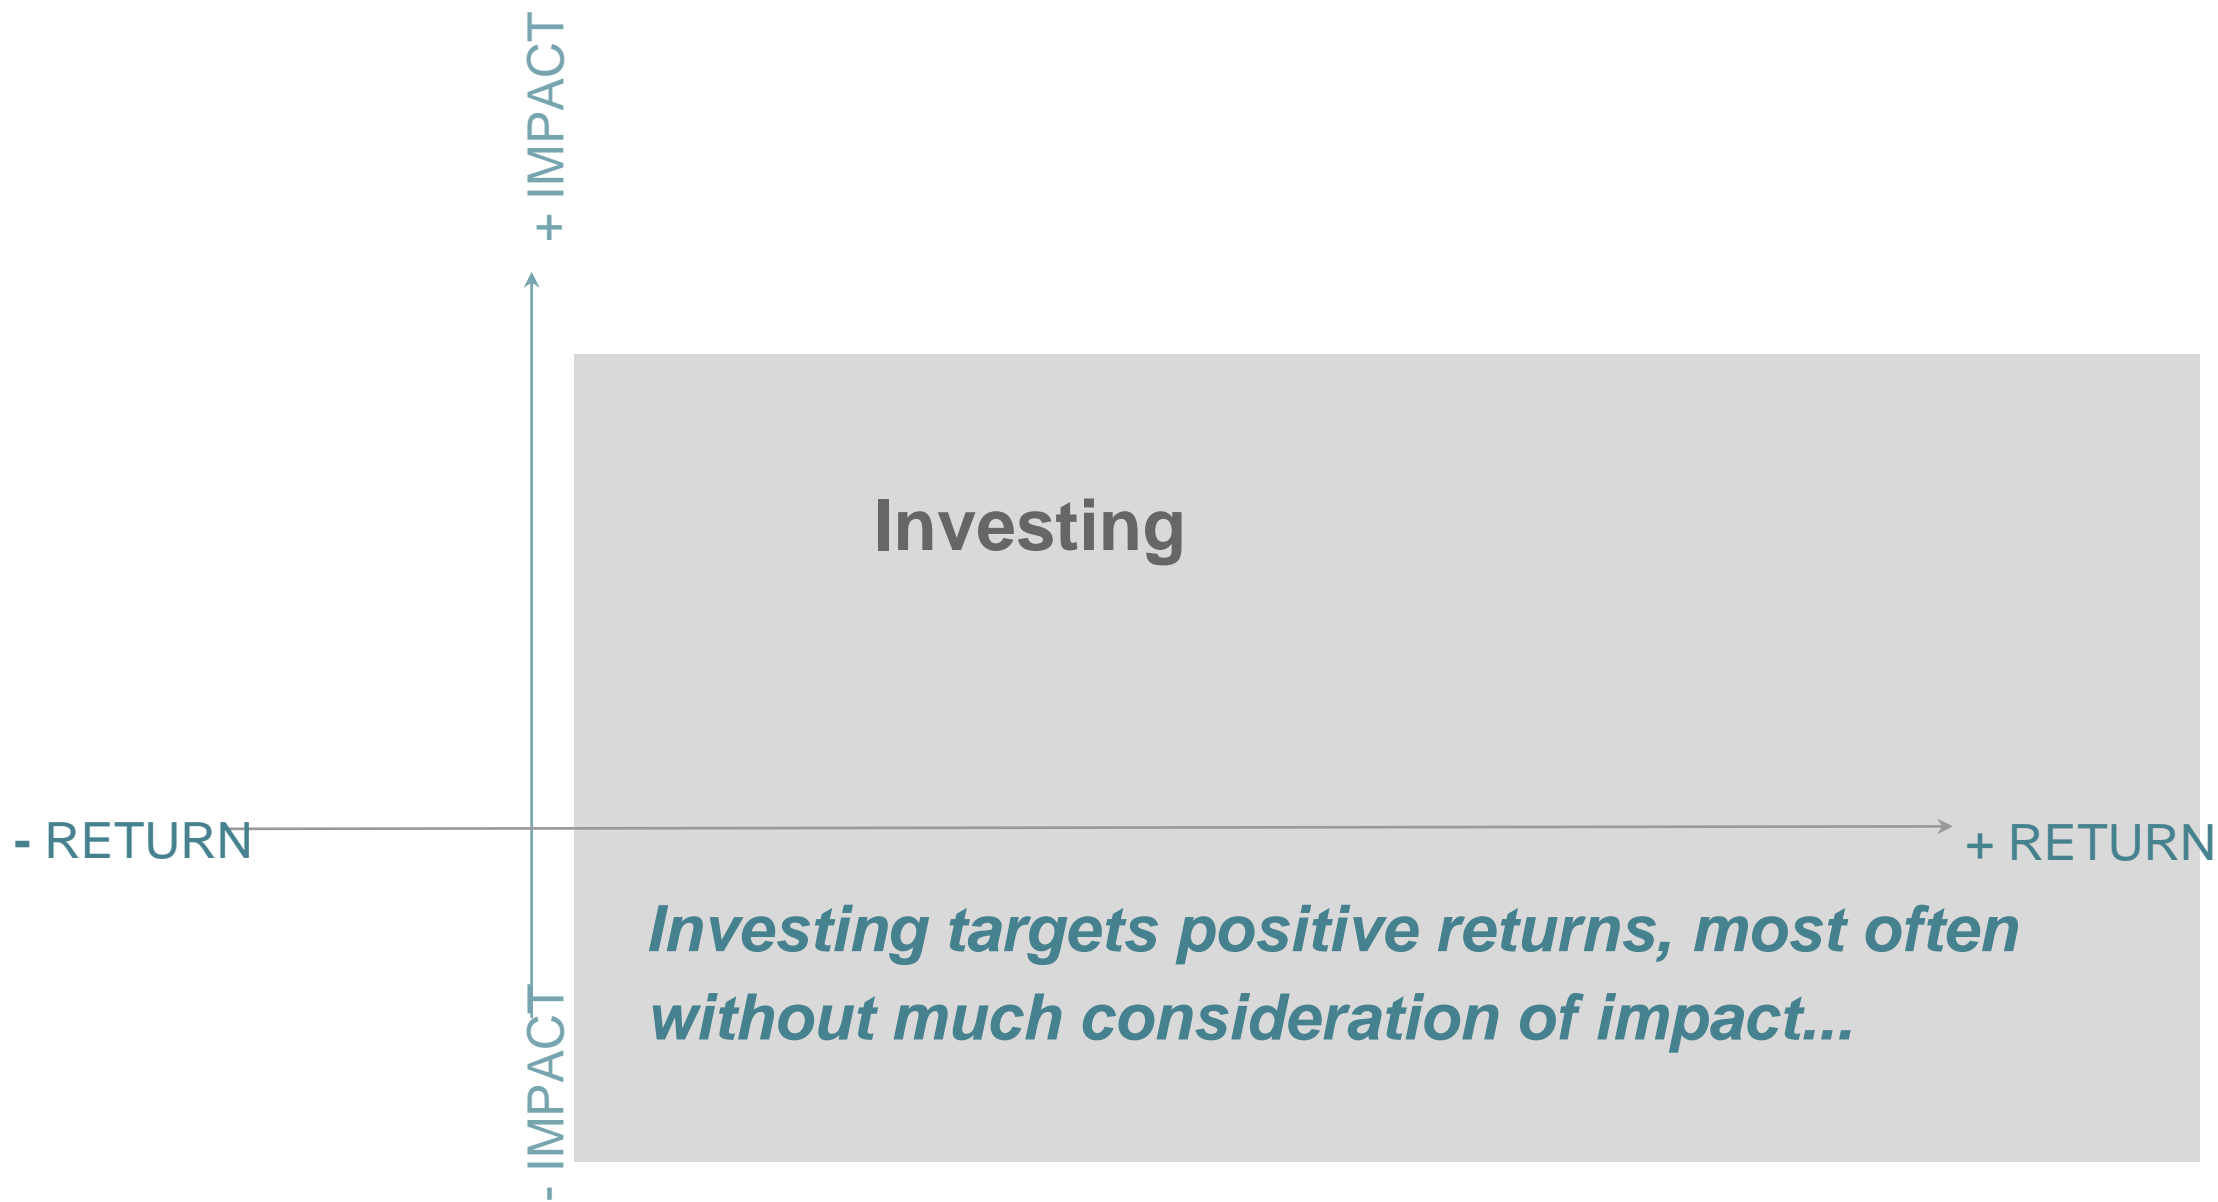 + IMPACT
Investing
- RETURN
+ RETURN
Investing targets positive returns, most often
without much consideration of impact...
- IMPACT